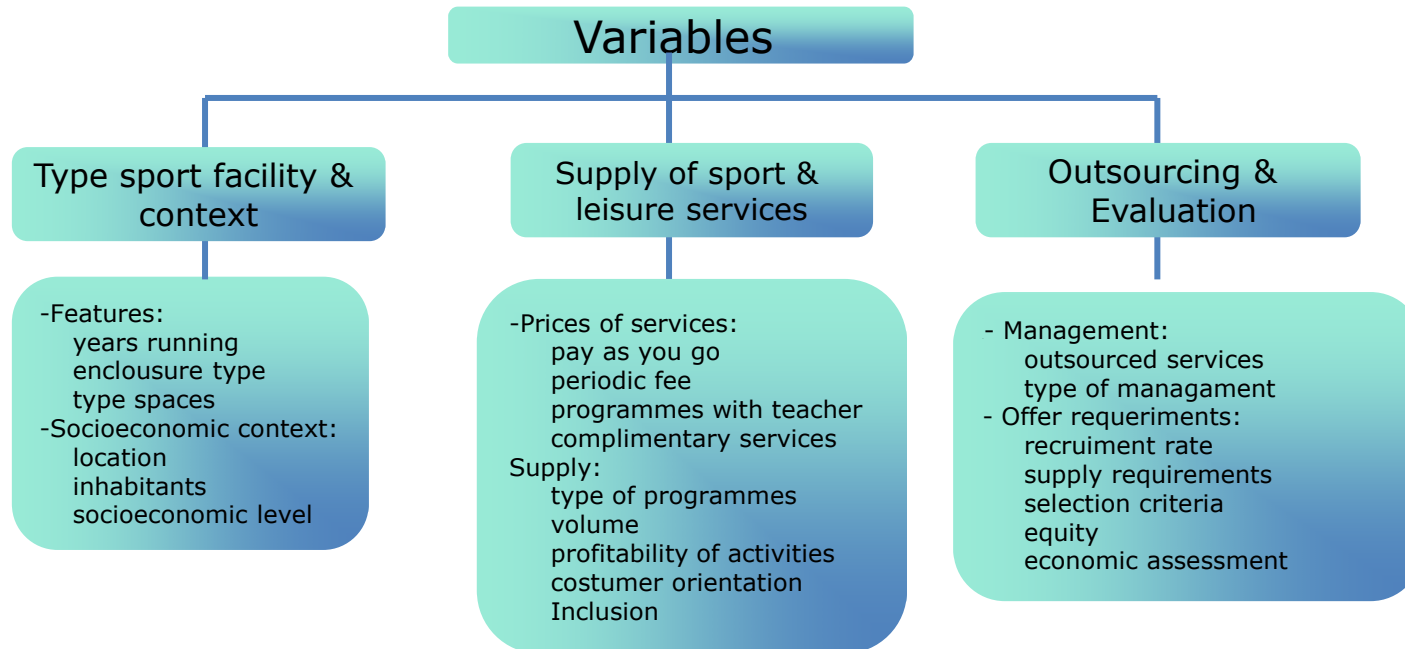 Variables
Type sport facility &
context
Supply of sport &
leisure services
Outsourcing &
Evaluation
-Features:
years running
enclousure type
type spaces
-Socioeconomic context:
location
inhabitants
socioeconomic level
-Prices of services:
pay as you go
periodic fee
programmes with teacher
complimentary services
Supply:
type of programmes
volume
profitability of activities
costumer orientation
Inclusion
- Management:
outsourced services
type of managament
- Offer requeriments:
recruiment rate
supply requirements
selection criteria
equity
economic assessment